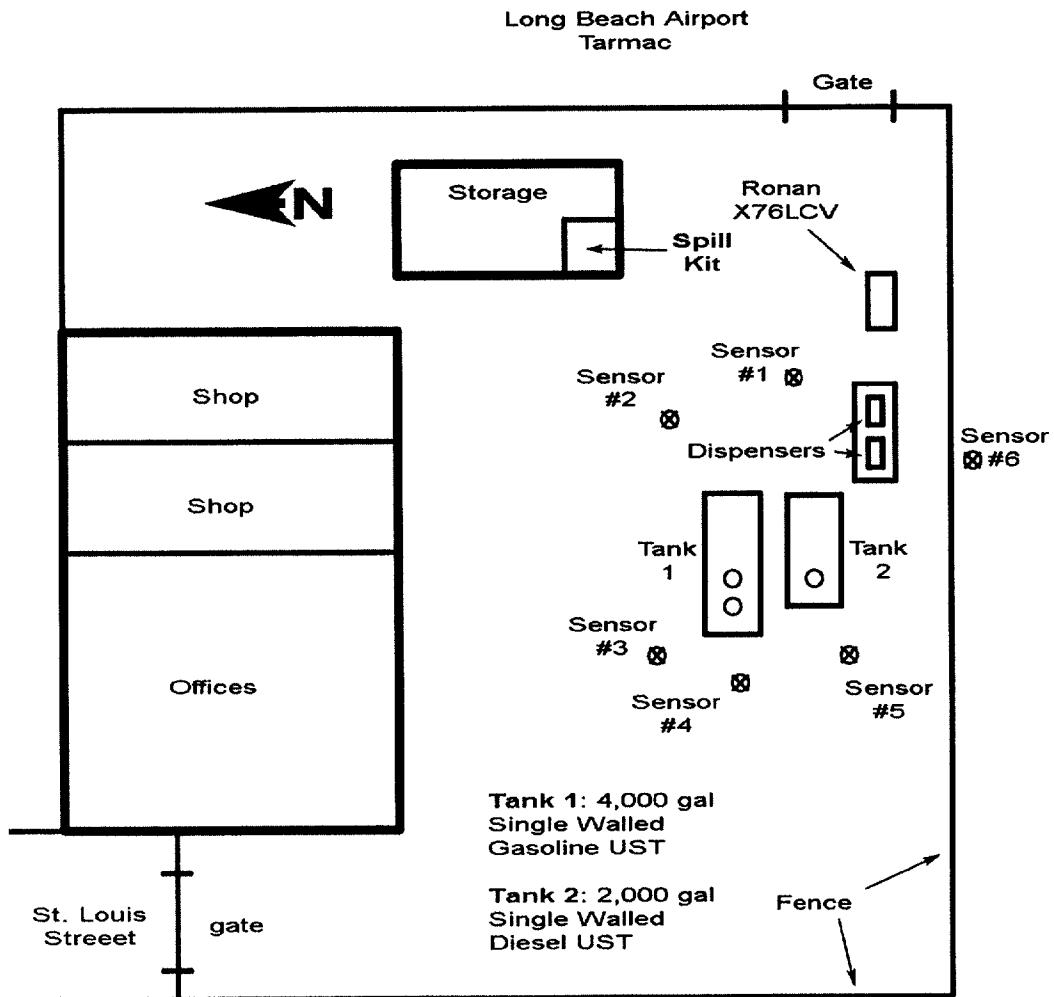 Long Beach Airport
Tarmac
Gate
N
Storage
Spill
Kit
Ronan
X76LCV
Sensor
#1
Sensor
#2
Shop
Dispensers
Sensor
#6
Shop
Tank
1
Tank
2
Sensor
#3
Offices
Sensor
#4
Sensor
#5
Tank 1: 4,000 gal
Single Walled
Gasoline UST
Tank 2: 2,000 gal
Single Walled
Diesel UST
Fence
St. Louis
Streeet
gate